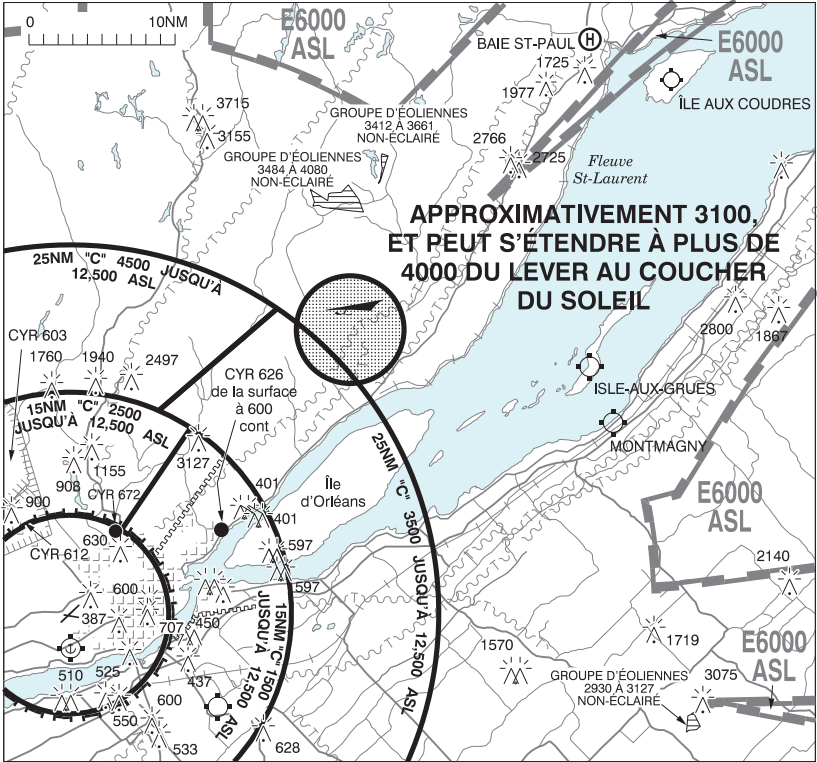 0 10NM
E6000
ASL
BAIE ST-PAUL H
1725
1977
E6000
ASL
ÎLE AUX COUDRES
3715
3155
GROUPE D'ÉOLIENNES
3412 À 3661
NON-ÉCLAIRÉ
GROUPE D'ÉOLIENNES
3484 À 4080
NON-ÉCLAIRÉ
2766
2725
Fleuve
St-Laurent
APPROXIMATIVEMENT 3100,
ET PEUT S'ÉTENDRE À PLUS DE
4000 DU LEVER AU COUCHER
DU SOLEIL
25NM "C" 4500 JUSQU'À
12,500 ASL
2800
1867
CYR 603
1760
1940
2497
CYR 626
de la surface
à 600
cont
ISLE-AUX-GRUES
15NM "C" 2500
JUSQU'À 12,500 ASL
MONTMAGNY
3127
1155
908
CYR 672
900
401
401
Île
d'Orléans
25NM "C" 3500 JUSQU'À 12,500 ASL
E6000
ASL
630
CYR 612
597
597
2140
600
387
707
450
15NM "C" 1500
JUSQU'À 12,500 ASL
1719
1570
E6000
ASL
510
525
437
GROUPE D'ÉOLIENNES
2930 À 3127
NON-ÉCLAIRÉ
3075
600
550
533
628